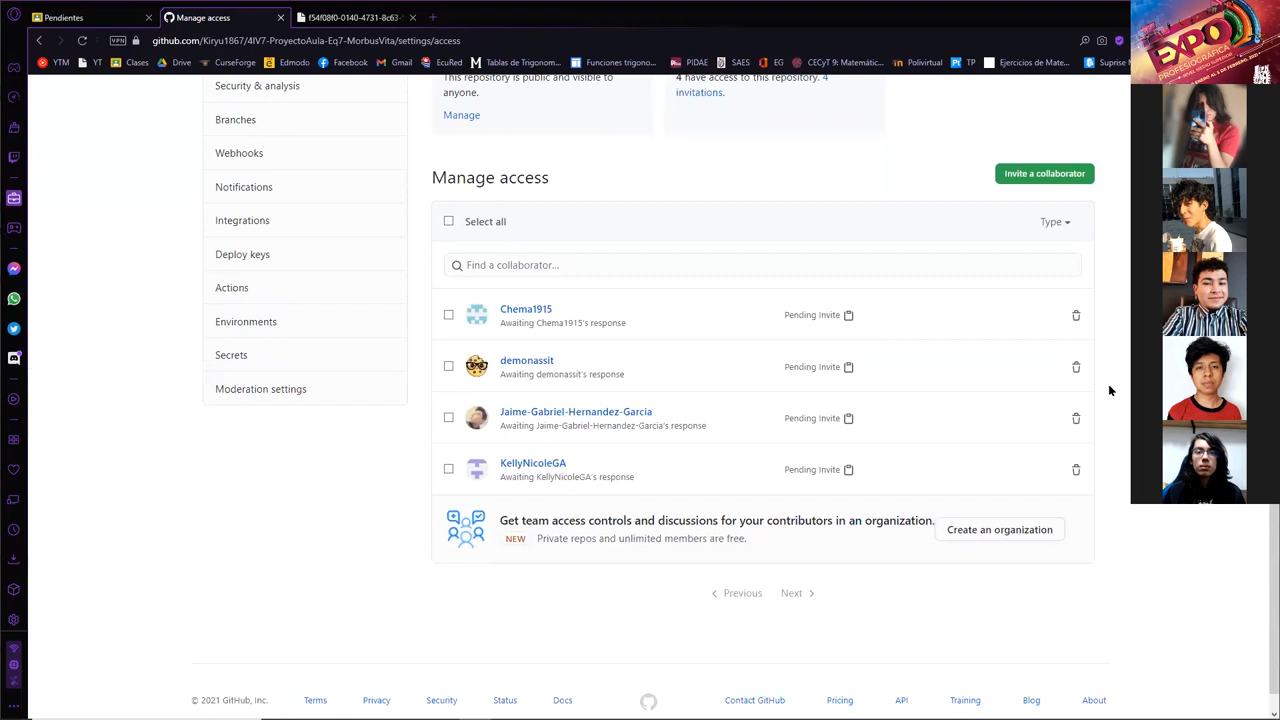 Pendientes
Manage access
f54f08f0-0140-4731-8c63-
VPN
github.com/Kiryu1867/4IV7-ProyectoAula-Eq7-MorbusVita/settings/access
YTM
YT
Clases
Drive
CurseForge
Edmodo
Facebook
Gmail
EcuRed
Tablas de Trigonom...
Funciones trigono...
PIDAE
SAES
EG
CECyT 9: Matemátic...
Polivirtual
TP
Ejercicios de Mate...
Suprise
EXPO
PROFESIOGRÁFICA
This repository is public and visible to
anyone.
Manage
4 have access to this repository. 4
invitations.
Security & analysis
Branches
Webhooks
Notifications
Integrations
Deploy keys
Actions
Environments
Secrets
Moderation settings
Manage access
Invite a collaborator
Select all
Type
Find a collaborator...
Chema1915
Awaiting Chema1915's response
Pending Invite
demonassit
Awaiting demonassit's response
Pending Invite
Jaime-Gabriel-Hernandez-Garcia
Awaiting Jaime-Gabriel-Hernandez-Garcia's response
Pending Invite
KellyNicoleGA
Awaiting KellyNicoleGA's response
Pending Invite
Get team access controls and discussions for your contributors in an organization.
NEW Private repos and unlimited members are free.
Create an organization
Previous
Next
© 2021 GitHub, Inc.
Terms
Privacy
Security
Status
Docs
Contact GitHub
Pricing
API
Training
Blog
About